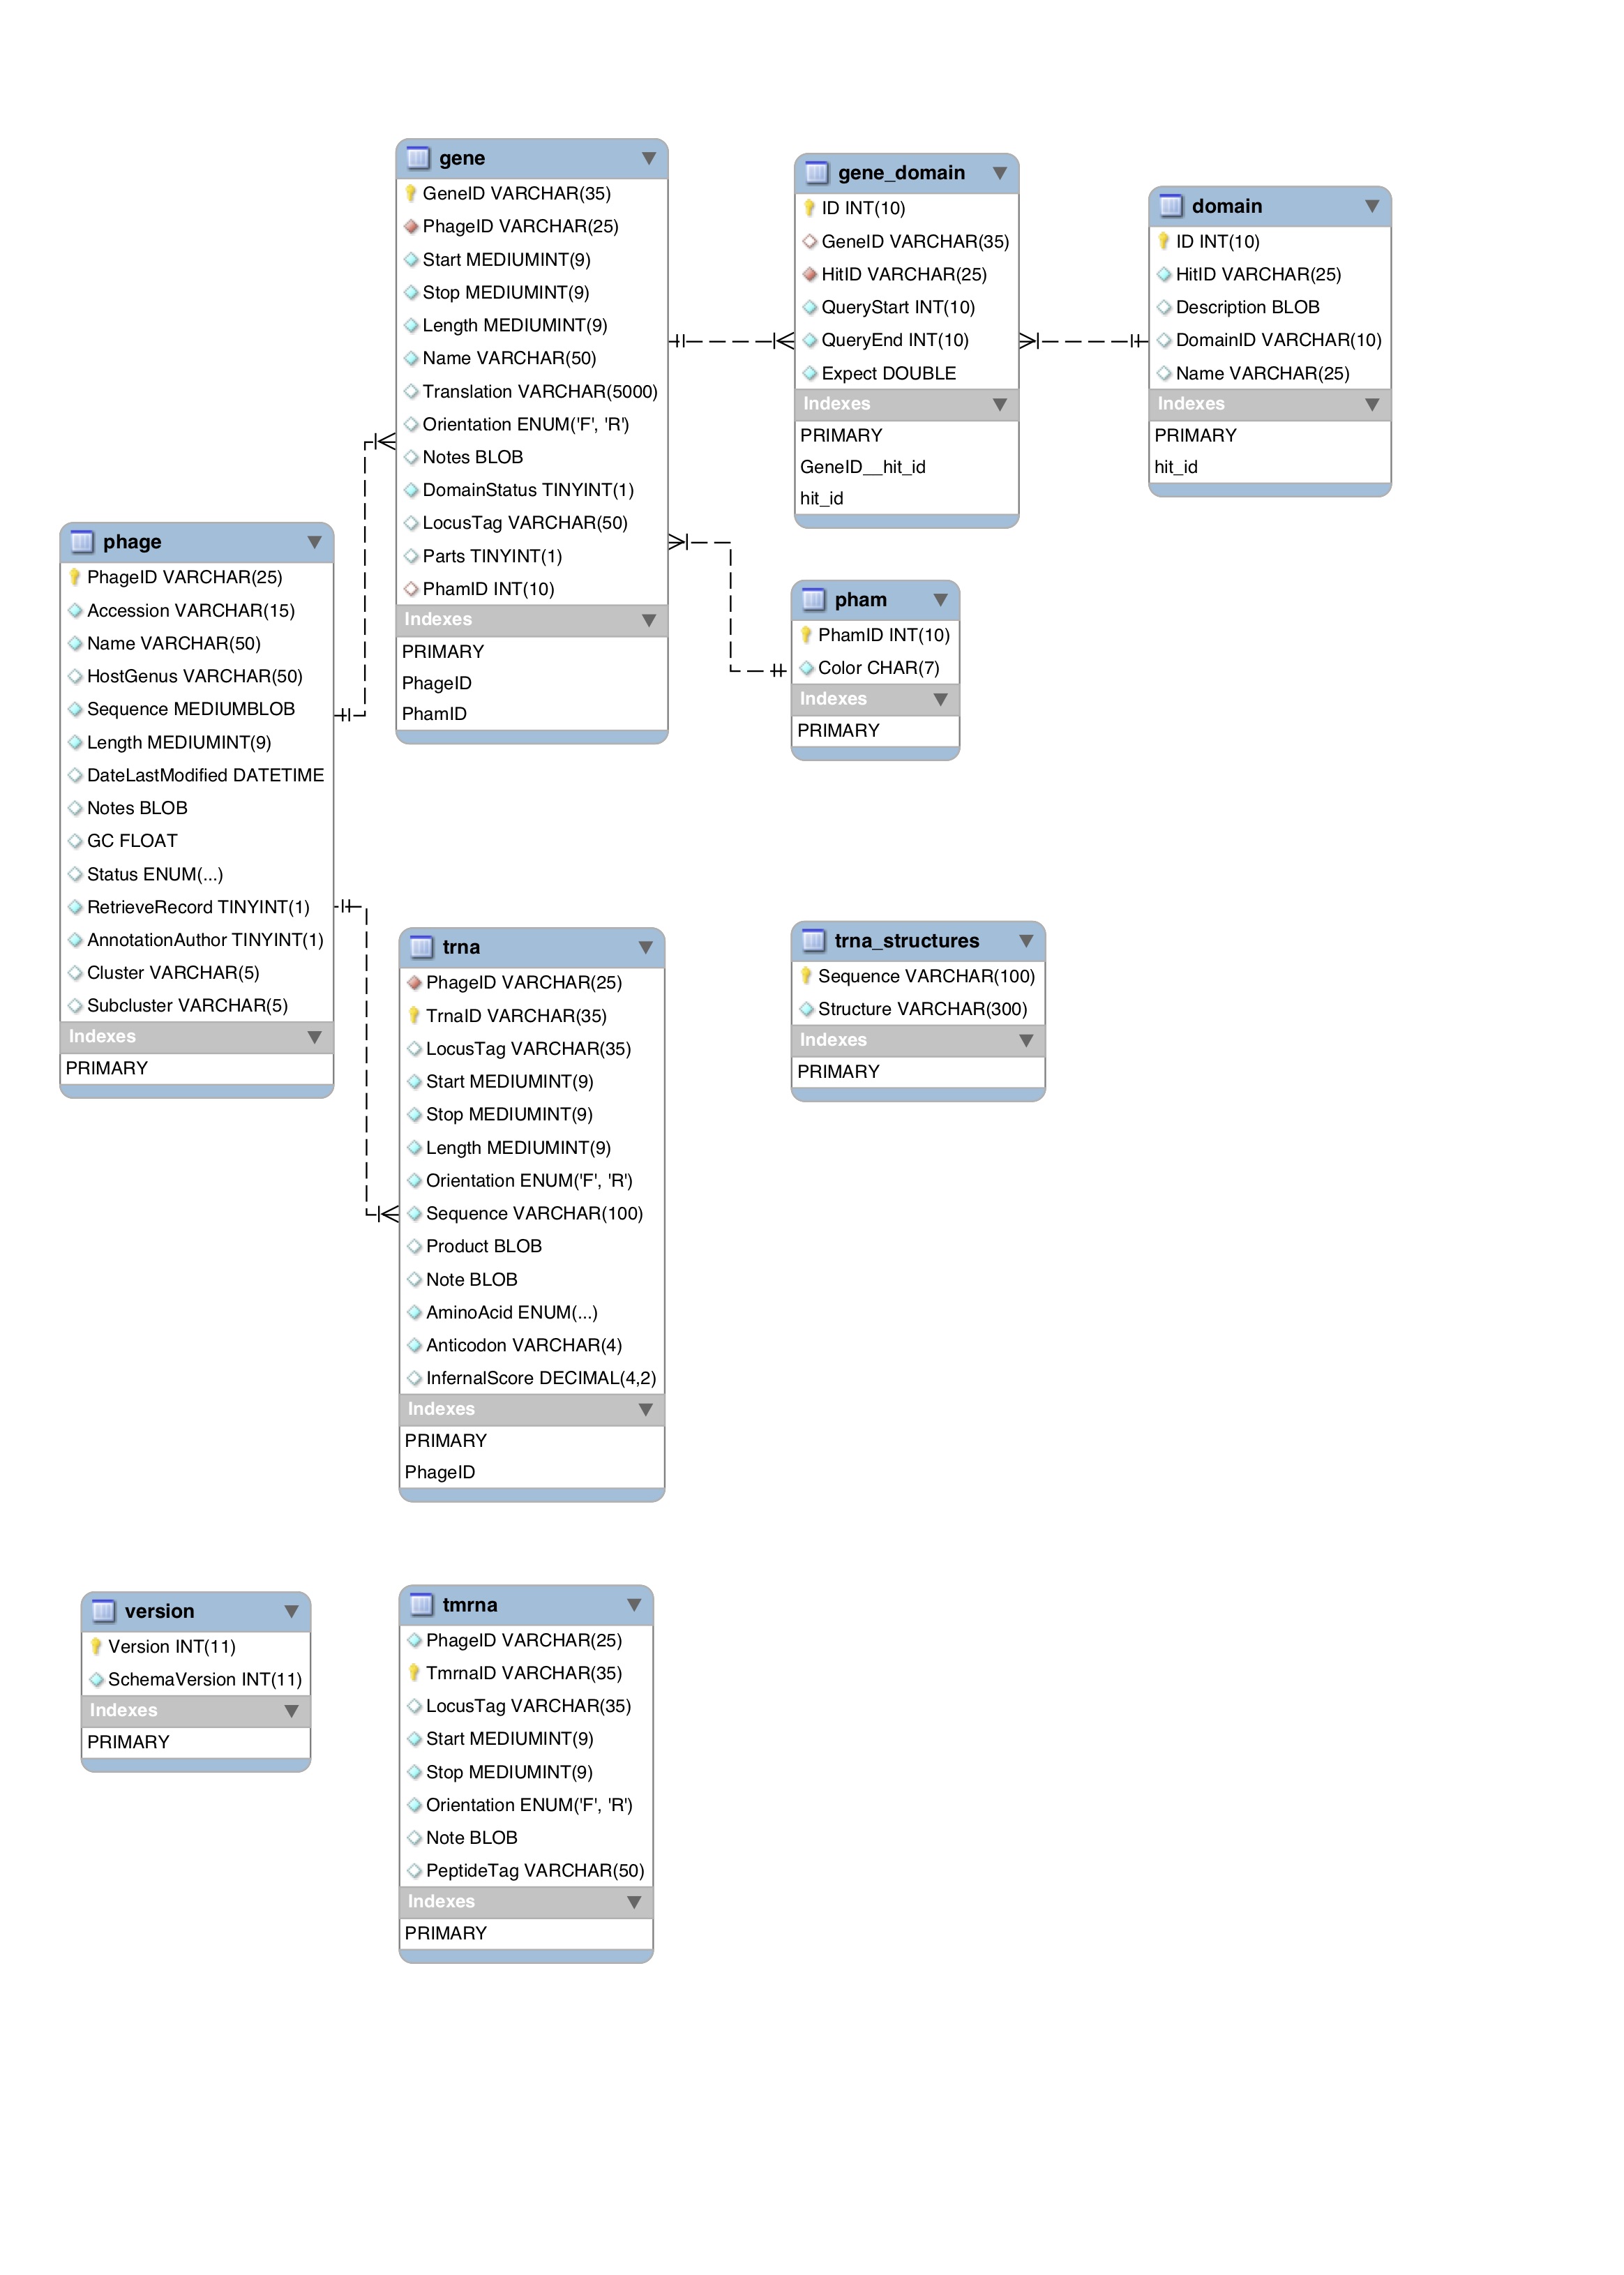 gene
GeneID VARCHAR(35)
PhageID VARCHAR(25)
Start MEDIUMINT(9)
Stop MEDIUMINT(9)
Length MEDIUMINT(9)
Name VARCHAR(50)
Translation VARCHAR(5000)
Orientation ENUM('F', 'R')
Notes BLOB
DomainStatus TINYINT(1)
LocusTag VARCHAR(50)
Parts TINYINT(1)
PhamID INT(10)
Indexes
PRIMARY
PhageID
PhamID
gene_domain
ID INT(10)
GeneID VARCHAR(35)
HitID VARCHAR(25)
QueryStart INT(10)
QueryEnd INT(10)
Expect DOUBLE
Indexes
PRIMARY
GeneID__hit_id
hit_id
domain
ID INT(10)
HitID VARCHAR(25)
Description BLOB
DomainID VARCHAR(10)
Name VARCHAR(25)
Indexes
PRIMARY
hit_id
phage
PhageID VARCHAR(25)
Accession VARCHAR(15)
Name VARCHAR(50)
HostGenus VARCHAR(50)
Sequence MEDIUMBLOB
Length MEDIUMINT(9)
DateLastModified DATETIME
Notes BLOB
GC FLOAT
Status ENUM(...)
RetrieveRecord TINYINT(1)
AnnotationAuthor TINYINT(1)
Cluster VARCHAR(5)
Subcluster VARCHAR(5)
Indexes
PRIMARY
pham
PhamID INT(10)
Color CHAR(7)
Indexes
PRIMARY
trna
PhageID VARCHAR(25)
TrnaID VARCHAR(35)
LocusTag VARCHAR(35)
Start MEDIUMINT(9)
Stop MEDIUMINT(9)
Length MEDIUMINT(9)
Orientation ENUM('F', 'R')
Sequence VARCHAR(100)
Product BLOB
Note BLOB
AminoAcid ENUM(...)
Anticodon VARCHAR(4)
InfernalScore DECIMAL(4,2)
Indexes
PRIMARY
PhageID
trna_structures
Sequence VARCHAR(100)
Structure VARCHAR(300)
Indexes
PRIMARY
version
Version INT(11)
SchemaVersion INT(11)
Indexes
PRIMARY
tmrna
PhageID VARCHAR(25)
TmrnaID VARCHAR(35)
LocusTag VARCHAR(35)
Start MEDIUMINT(9)
Stop MEDIUMINT(9)
Orientation ENUM('F', 'R')
Note BLOB
PeptideTag VARCHAR(50)
Indexes
PRIMARY